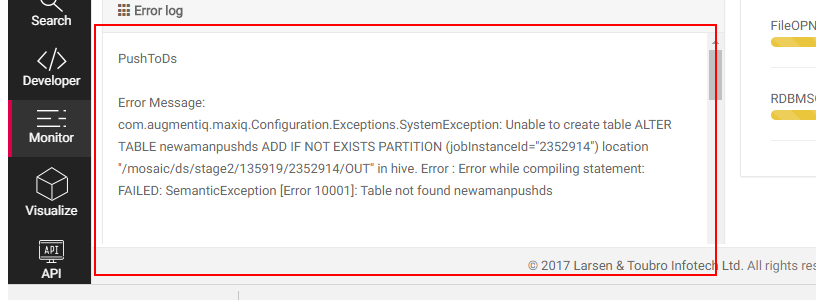 Search
Developer
Monitor
Visualize
API
API
Error log
PushToDs
Error Message:
com.augmentiq.maxiq.Configuration.Exceptions.SystemException: Unable to create table ALTER
TABLE newamanpushds ADD IF NOT EXISTS PARTITION (jobInstanceId="2352914") location
"/mosaic/ds/stage2/135919/2352914/OUT" in hive. Error : Error while compiling statement:
FAILED: SemanticException [Error 10001]: Table not found newamanpushds
FileOPN
RDBMS
© 2017 Larsen & Toubro Infotech Ltd. All rights res